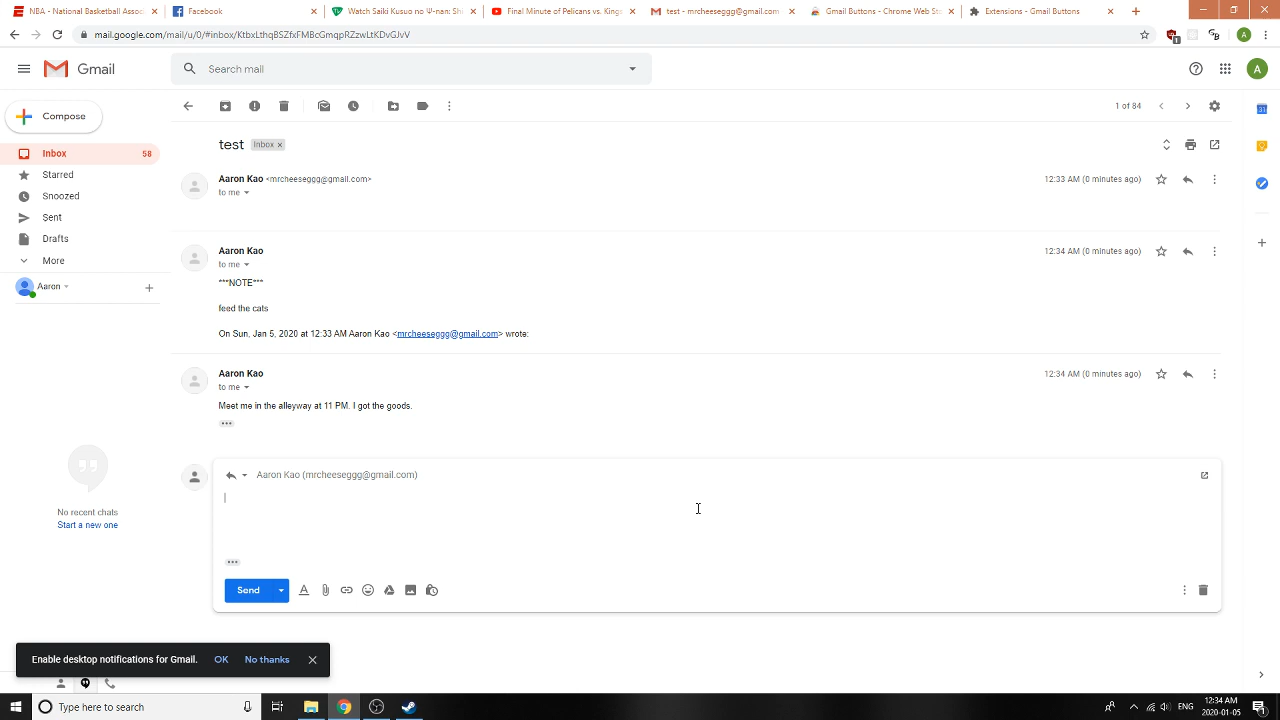 NBA - National Basketball Assoc
Facebook
Watch Saiki Kusuo no Ψ-nan: Shi
Final Minute of Pelicans vs. Kings
test - mrcheeseggg@gmail.com
Gmail Buttons - Chrome Web St
Extensions - Gmail Buttons
mail.google.com/mail/u/0/#inbox/KtbxLthqBSZfxFMBcGmqpRZzwLtKDvGJvV
1
A
Gmail
Search mail
A
Compose
1 of 84
31
Inbox 58
Starred
Snoozed
Sent
Drafts
More
Aaron
No recent chats
Start a new one
test Inbox x
Aaron Kao <mrcheeseggg@gmail.com> 12:33 AM (0 minutes ago)
to me
Aaron Kao 12:34 AM (0 minutes ago)
to me
***NOTE***
feed the cats
On Sun, Jan 5, 2020 at 12:33 AM Aaron Kao <mrcheeseggg@gmail.com> wrote:
Aaron Kao 12:34 AM (0 minutes ago)
to me
Meet me in the alleyway at 11 PM. I got the goods.
Aaron Kao (mrcheeseggg@gmail.com)
Send
Enable desktop notifications for Gmail. OK No thanks
Type here to search
ENG
12:34 AM
2020-01-05